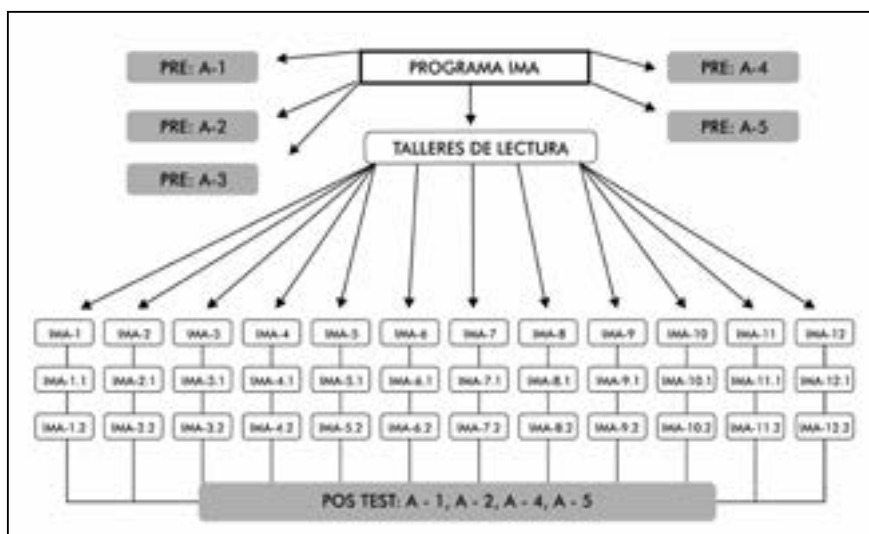 PRE: A-1
PROGRAMA IMA
PRE: A-4
PRE: A-2
PRE: A-5
TALLERES DE LECTURA
PRE: A-3
IMA-1 IMA-2 IMA-3 IMA-4 IMA-5 IMA-6 IMA-7 IMA-8 IMA-9 IMA-10 IMA-11 IMA-12
IMA-1.1 IMA-2.1 IMA-3.1 IMA-4.1 IMA-5.1 IMA-6.1 IMA-7.1 IMA-8.1 IMA-9.1 IMA-10.1 IMA-11.1 IMA-12.1
IMA-1.2 IMA-2.2 IMA-3.2 IMA-4.2 IMA-5.2 IMA-6.2 IMA-7.2 IMA-8.2 IMA-9.2 IMA-10.2 IMA-11.2 IMA-12.2
POS TEST: A - 1, A - 2, A - 4, A - 5